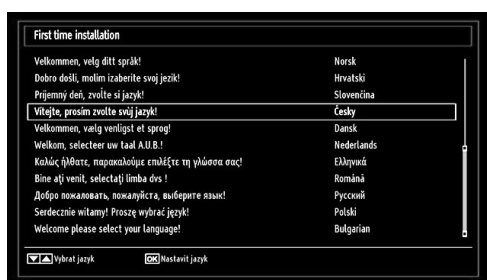 First time installation
Velkommen, velg ditt språk! Norsk
Dobro došli, molim izaberite svoj jezik! Hrvatski
Príjemný deň, zvoľte si jazyk! Slovenčina
Vítejte, prosím zvolte svůj jazyk! Česky
Velkommen, vælg venligst et sprog! Dansk
Welkom, selecteer uw taal A.U.B.! Nederlands
Καλώς ήλθατε, παρακαλούμε επιλέξτε τη γλώσσα σας! Ελληνικά
Bine aţi venit, selectaţi limba dvs ! Română
Добро пожаловать, пожалуйста, выберите язык! Русский
Serdecznie witamy! Proszę wybrać język! Polski
Welcome please select your language! Bulgarian
Vybrat jazyk OK Nastavit jazyk